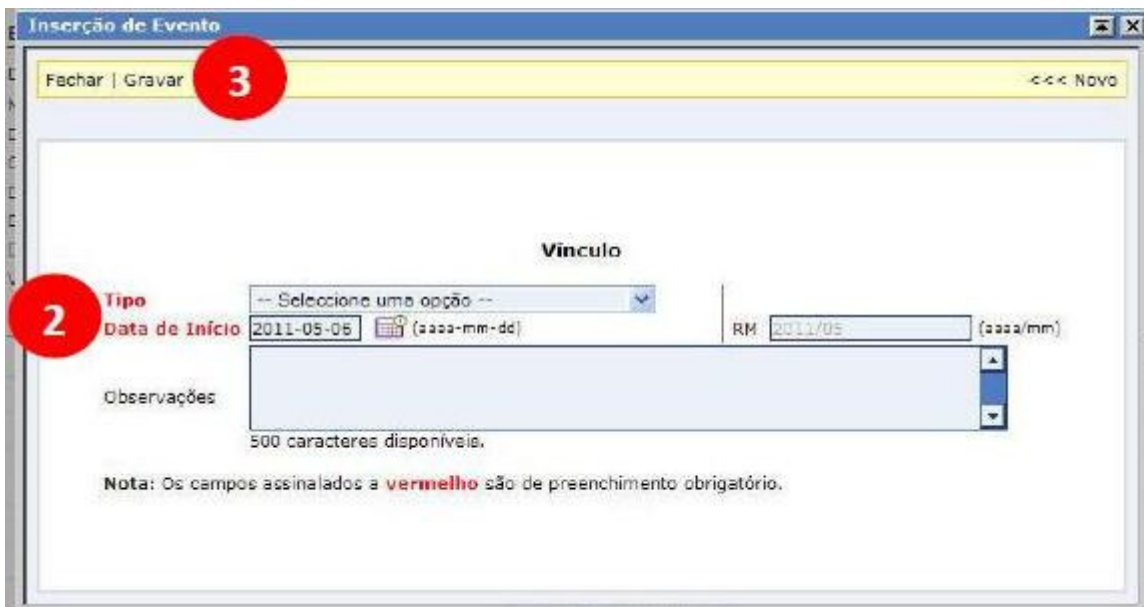 Inserção de Evento
Fechar | Gravar 3 <<< Novo
Vínculo
2
Tipo -- Seleccione uma opção --
Data de Início 2011-05-06 (aaaa-mm-dd) RM 2011/05 (aaaa/mm)
Observações
500 caracteres disponíveis.
Nota: Os campos assinalados a vermelho são de preenchimento obrigatório.